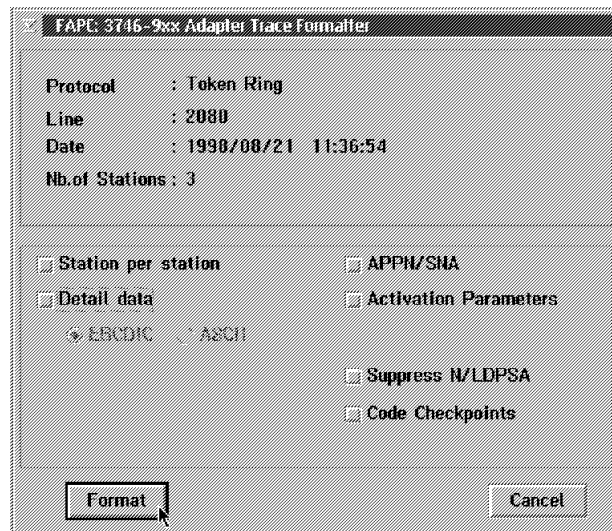 FAPC: 3746-9xx Adapter Trace Formatter
Protocol : Token Ring
Line : 2080
Date : 1998/08/21 11:36:54
Nb.of Stations : 3
Station per station
APPN/SNA
Detail data
Activation Parameters
EBCDIC ASCII
Suppress N/LDPSA
Code Checkpoints
Format
Cancel